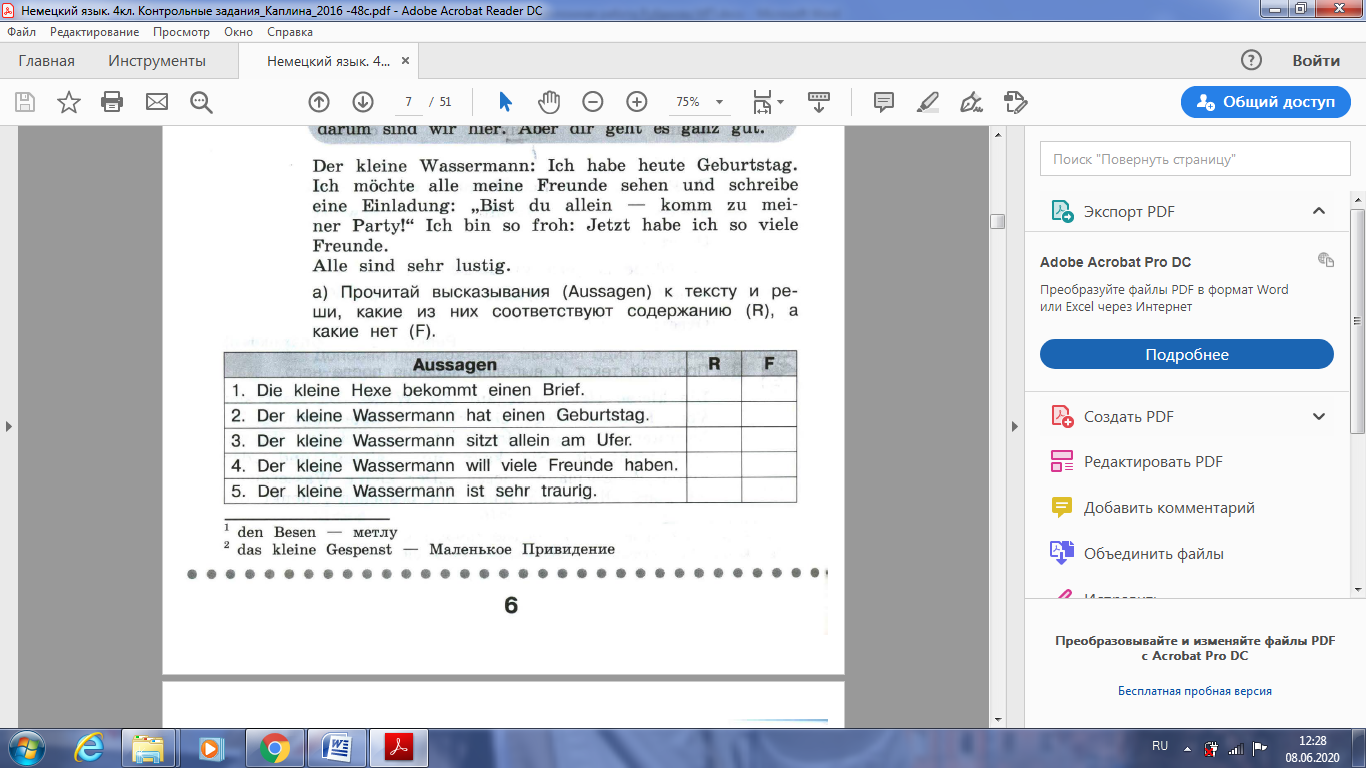 Немецкий язык. 4кл. Контрольные задания_Каплина_2016 -48с.pdf - Adobe Acrobat Reader DC
Файл Редактирование Просмотр Окно Справка
Главная Инструменты Немецкий язык. 4... × Войти
7 / 51 75% Общий доступ
darum sind wir hier. Aber dir geht es ganz gut.
Der kleine Wassermann: Ich habe heute Geburtstag.
Ich möchte alle meine Freunde sehen und schreibe
eine Einladung: „Bist du allein — komm zu mei-
ner Party!“ Ich bin so froh: Jetzt habe ich so viele
Freunde.
Alle sind sehr lustig.
а) Прочитай высказывания (Aussagen) к тексту и ре-
ши, какие из них соответствуют содержанию (R), а
какие нет (F).
Aussagen R F
1. Die kleine Hexe bekommt einen Brief.
2. Der kleine Wassermann hat einen Geburtstag.
3. Der kleine Wassermann sitzt allein am Ufer.
4. Der kleine Wassermann will viele Freunde haben.
5. Der kleine Wassermann ist sehr traurig.
1 den Besen — метлу
2 das kleine Gespenst — Маленькое Привидение
6
Поиск "Повернуть страницу"
Экспорт PDF
Adobe Acrobat Pro DC
Преобразуйте файлы PDF в формат Word
или Excel через Интернет
Подробнее
Создать PDF
Редактировать PDF
Добавить комментарий
Объединить файлы
Преобразовывайте и изменяйте файлы PDF
с Acrobat Pro DC
Бесплатная пробная версия
RU
12:28
08.06.2020